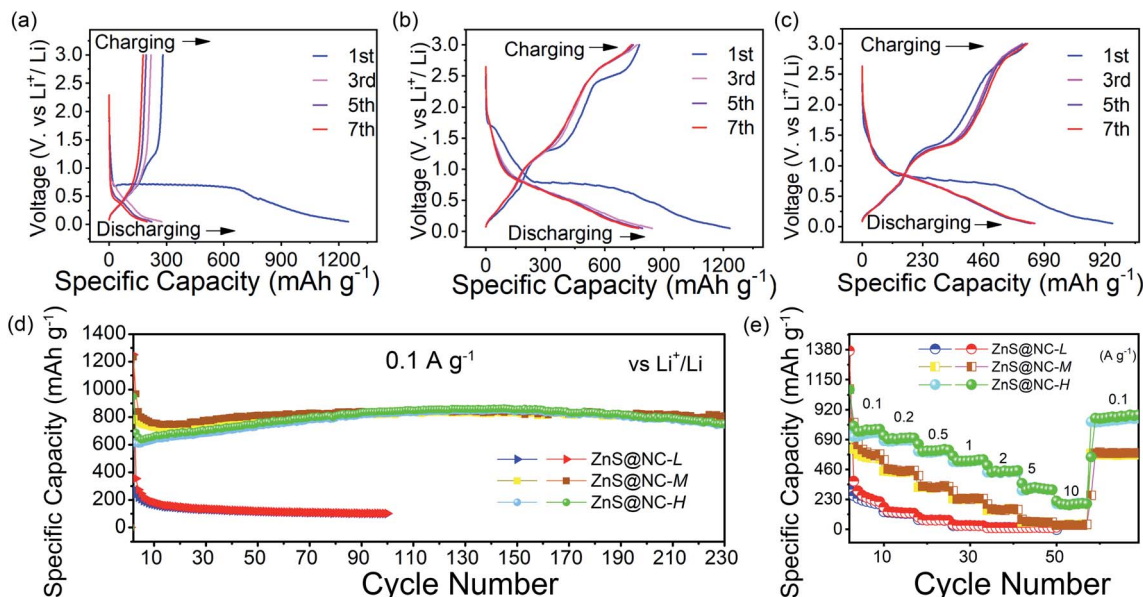 (a)
Charging
1st
3rd
5th
7th
Discharging
Voltage (V. vs Li⁺/ Li)
3.0
2.5
2.0
1.5
1.0
0.5
0.0
0 300 600 900 1200
Specific Capacity (mAh g⁻¹)
(b)
Charging
1st
3rd
5th
7th
Discharging
Voltage (V. vs Li⁺/ Li)
3.0
2.5
2.0
1.5
1.0
0.5
0.0
0 300 600 900 1200
Specific Capacity (mAh g⁻¹)
(c)
1st
3rd
5th
7th
Charging
Discharging
Voltage (V. vs Li⁺/ Li)
3.0
2.5
2.0
1.5
1.0
0.5
0.0
0 230 460 690 920
Specific Capacity (mAh g⁻¹)
(d)
0.1 A g⁻¹
vs Li⁺/Li
ZnS@NC-L
ZnS@NC-M
ZnS@NC-H
Specific Capacity (mAh g⁻¹)
1400
1200
1000
800
600
400
200
0
10 30 50 70 90 110 130 150 170 190 210 230
Cycle Number
(e)
ZnS@NC-L
ZnS@NC-M
ZnS@NC-H
(A g⁻¹)
0.1
0.2
0.5
1
2
5
10
0.1
Specific Capacity (mAh g⁻¹)
1380
1150
920
690
460
230
0
10 30 50
Cycle Number